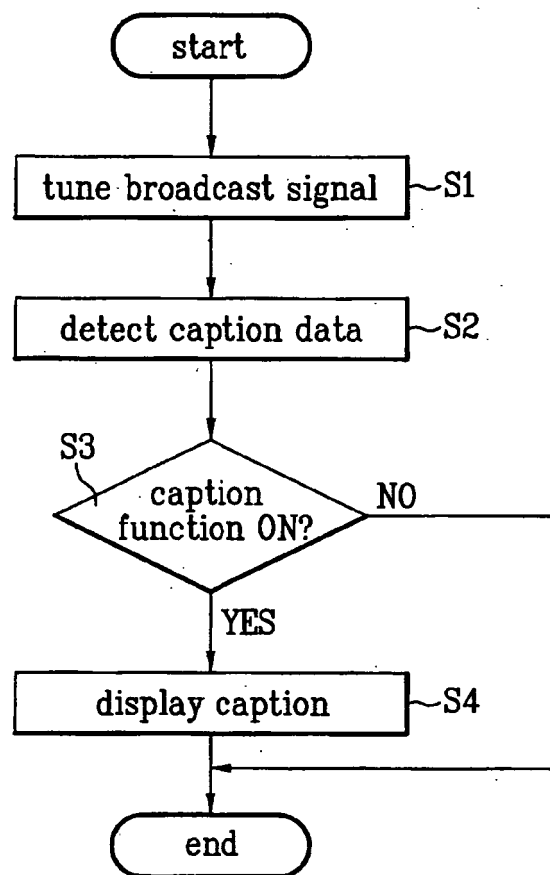 start
tune broadcast signal
S1
detect caption data
S2
S3
caption
function ON?
NO
YES
display caption
S4
end